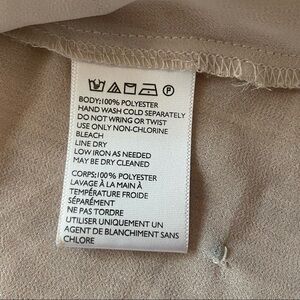 BODY:100% POLYESTER
HAND WASH COLD SEPARATELY
DO NOT WRING OR TWIST
USE ONLY NON-CHLORINE
BLEACH
LINE DRY
LOW IRON AS NEEDED
MAY BE DRY CLEANED
CORPS:100% POLYESTER
LAVAGE À LA MAIN À
TEMPÉRATURE FROIDE
SÉPARÉMENT
NE PAS TORDRE
UTILISER UNIQUEMENT UN
AGENT DE BLANCHIMENT SANS
CHLORE